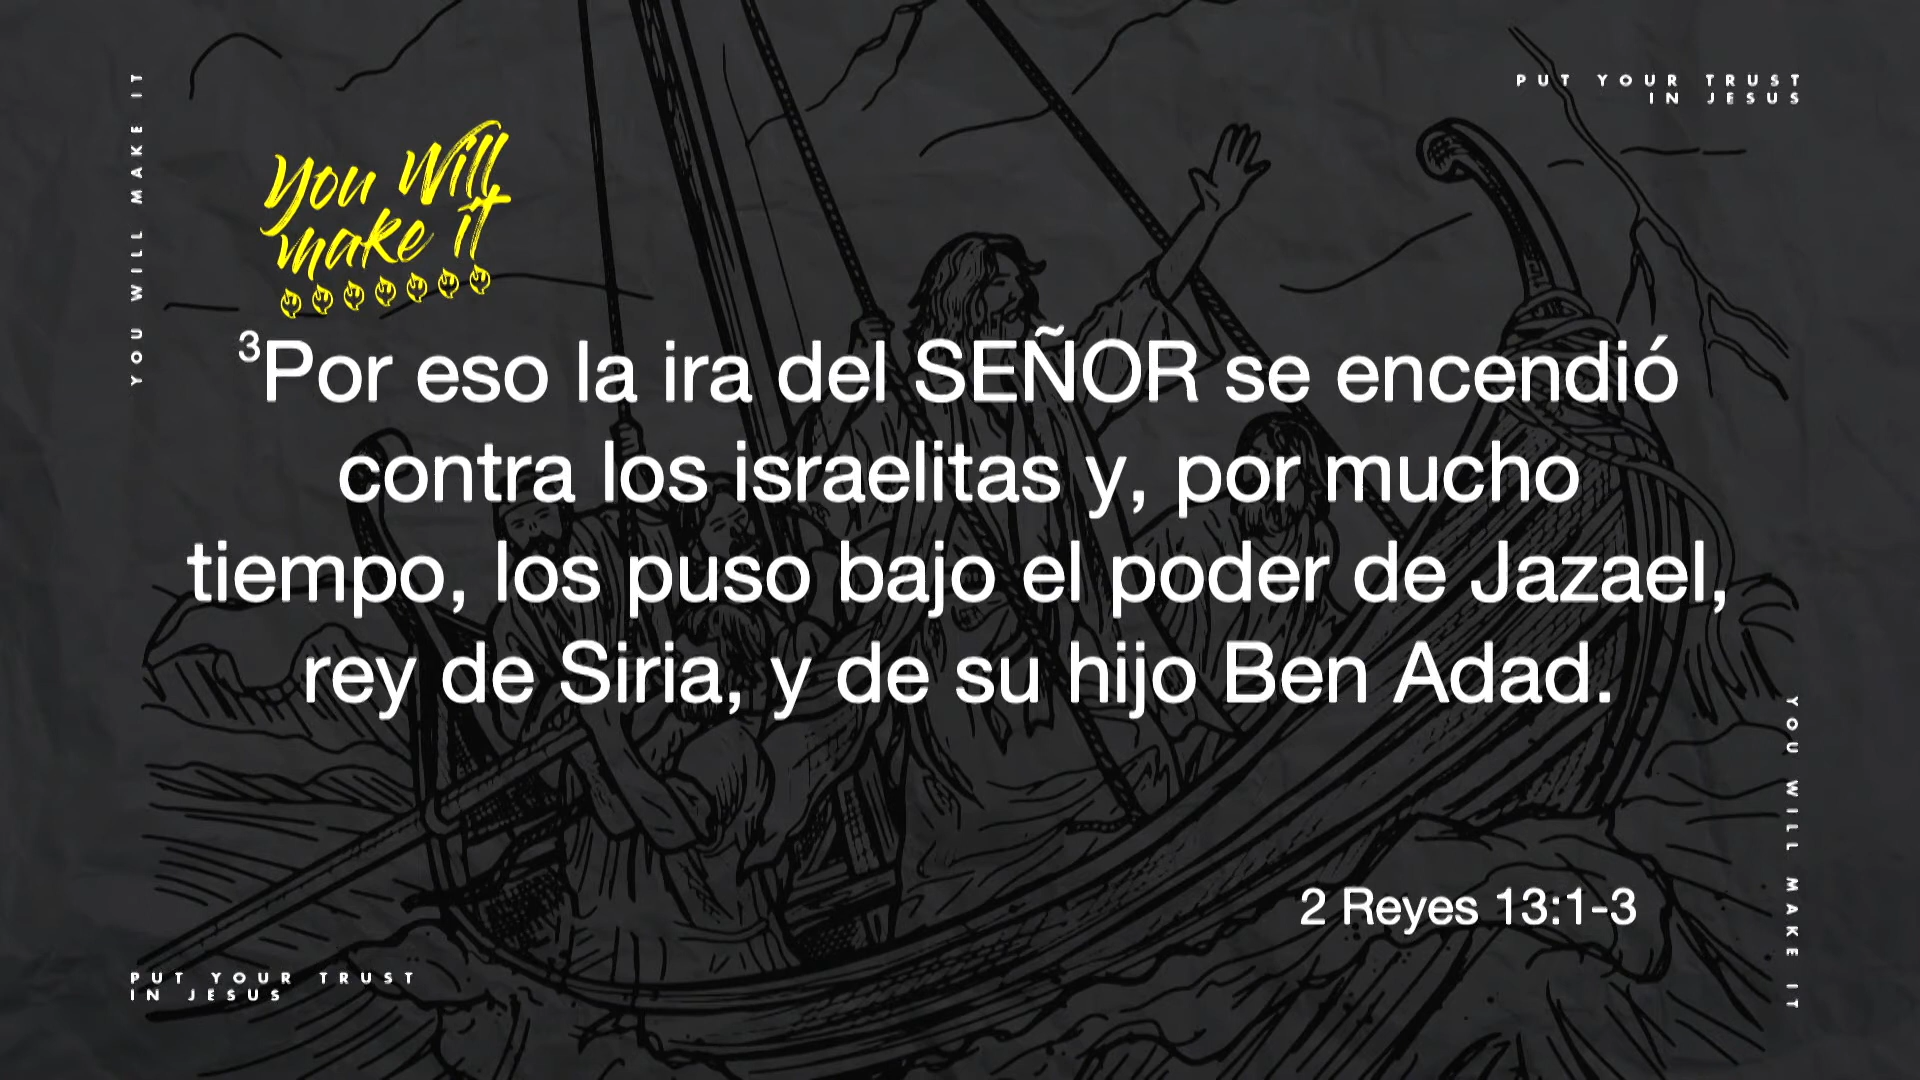 YOU WILL MAKE IT
PUT YOUR TRUST
IN JESUS
You Will
make it
³Por eso la ira del SEÑOR se encendió
contra los israelitas y, por mucho
tiempo, los puso bajo el poder de Jazael,
rey de Siria, y de su hijo Ben Adad.
2 Reyes 13:1-3
YOU WILL MAKE IT
PUT YOUR TRUST
IN JESUS